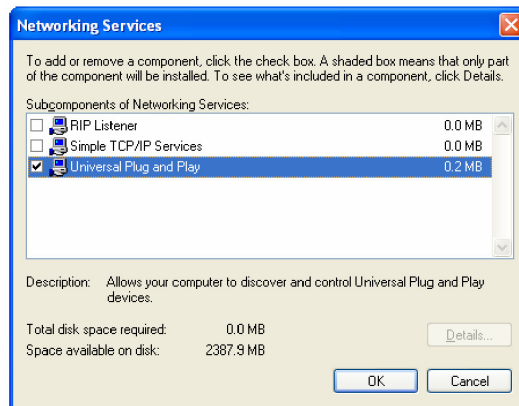 Networking Services
To add or remove a component, click the check box. A shaded box means that only part
of the component will be installed. To see what's included in a component, click Details.
Subcomponents of Networking Services:
RIP Listener 0.0 MB
Simple TCP/IP Services 0.0 MB
Universal Plug and Play 0.2 MB
Description: Allows your computer to discover and control Universal Plug and Play
devices.
Total disk space required: 0.0 MB
Details...
Space available on disk: 2387.9 MB
OK Cancel